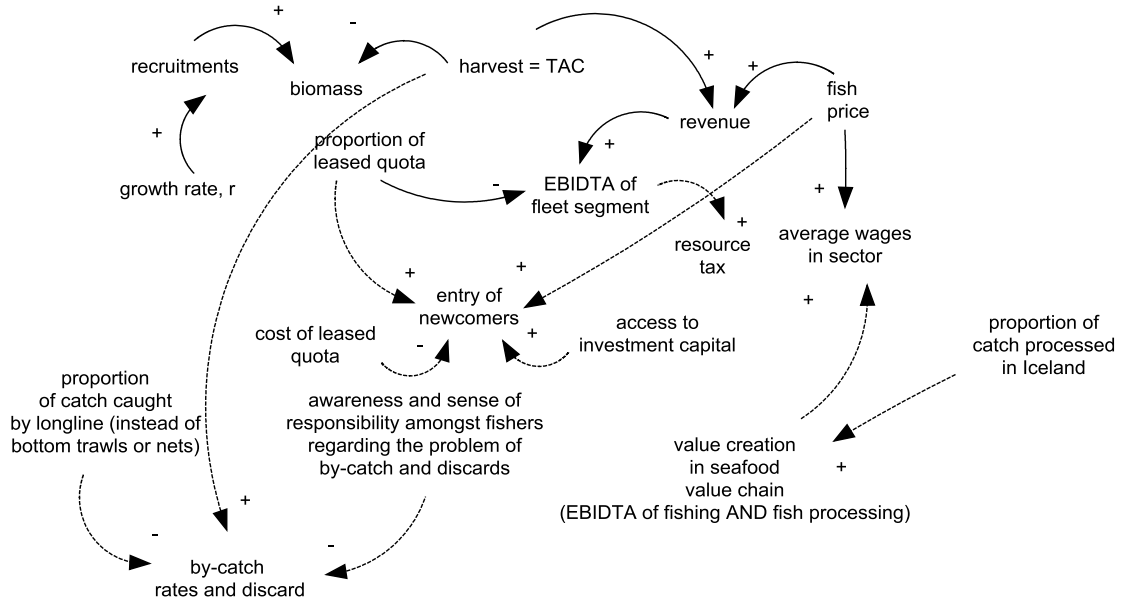 +
-
recruitments
harvest = TAC
+
+
fish
price
biomass
+
revenue
proportion of
leased quota
+
growth rate, r
-
EBIDTA of
fleet segment
+
+
resource
tax
average wages
in sector
+
+
entry of
newcomers
+
cost of leased
quota
-
+
access to
investment capital
proportion of
catch processed
in Iceland
proportion
of catch caught
by longline (instead of
bottom trawls or nets)
awareness and sense of
responsibility amongst fishers
regarding the problem of
by-catch and discards
value creation
in seafood
value chain
(EBIDTA of fishing AND fish processing)
+
+
-
-
by-catch
rates and discard